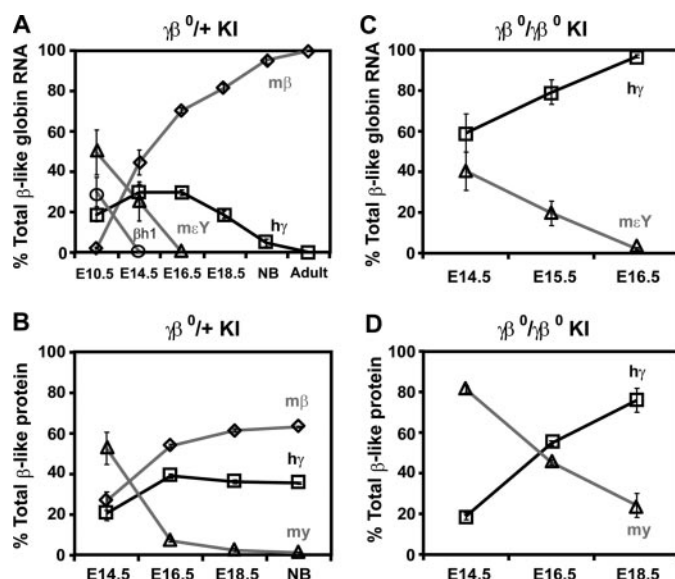 A
γβ⁰/+ KI
% Total β-like globin RNA
100
80
60
40
20
0
mβ
βh1
mεY
hγ
E10.5 E14.5 E16.5 E18.5 NB Adult
B
γβ⁰/+ KI
% Total β-like protein
100
80
60
40
20
0
mβ
hγ
my
E14.5 E16.5 E18.5 NB
C
γβ⁰/γβ⁰ KI
% Total β-like globin RNA
100
80
60
40
20
0
hγ
mεY
E14.5 E15.5 E16.5
D
γβ⁰/γβ⁰ KI
% Total β-like protein
100
80
60
40
20
0
hγ
my
E14.5 E16.5 E18.5